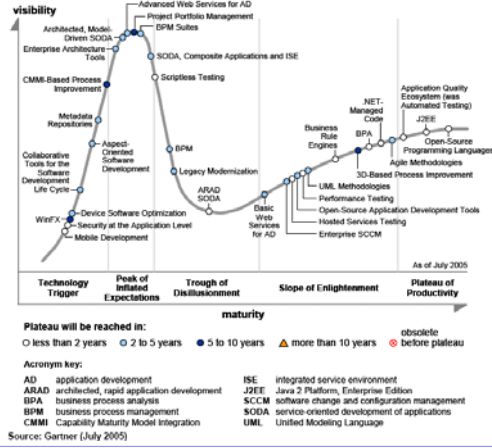 visibility
Advanced Web Services for AD
Project Portfolio Management
BPM Suites
Architected, Model-
Driven SODA
Enterprise Architecture
Tools
SODA, Composite Applications and ISE
Scriptless Testing
CMMI-Based Process
Improvement
Metadata
Repositories
Aspect-
Oriented
Software
Development
Collaborative
Tools for the
Software
Development
Life Cycle
WinFX
Device Software Optimization
Security at the Application Level
Mobile Development
BPM
Legacy Modernization
ARAD
SODA
Basic
Web
Services
for AD
Business
Rule
Engines
.NET-
Managed
Code
BPA
Application Quality
Ecosystem (was
Automated Testing)
J2EE
Open-Source
Programming Languages
Agile Methodologies
3D-Based Process Improvement
UML Methodologies
Performance Testing
Open-Source Application Development Tools
Hosted Services Testing
Enterprise SCCM
As of July 2005
Technology
Trigger
Peak of
Inflated
Expectations
Trough of
Disillusionment
Slope of Enlightenment
Plateau of
Productivity
maturity
Plateau will be reached in:
less than 2 years
2 to 5 years
5 to 10 years
more than 10 years
obsolete
before plateau
Acronym key:
AD application development
ARAD architected, rapid application development
BPA business process analysis
BPM business process management
CMMI Capability Maturity Model Integration
ISE integrated service environment
J2EE Java 2 Platform, Enterprise Edition
SCCM software change and configuration management
SODA service-oriented development of applications
UML Unified Modeling Language
Source: Gartner (July 2005)